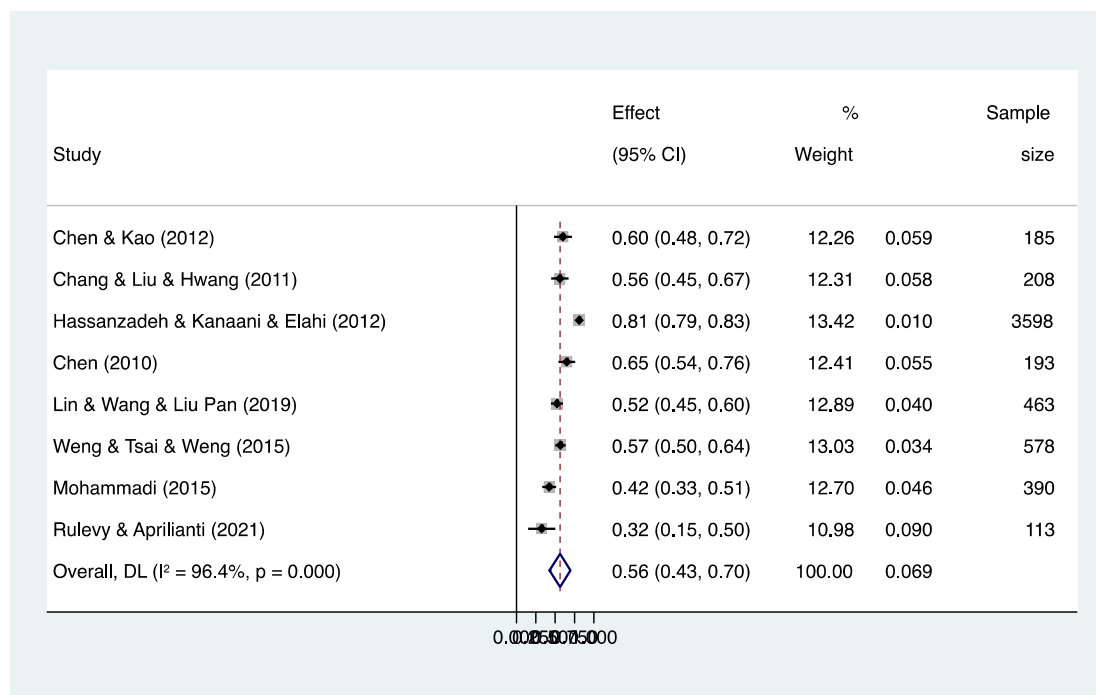 Effect % Sample
Study (95% CI) Weight size
Chen & Kao (2012) 0.60 (0.48, 0.72) 12.26 0.059 185
Chang & Liu & Hwang (2011) 0.56 (0.45, 0.67) 12.31 0.058 208
Hassanzadeh & Kanaani & Elahi (2012) 0.81 (0.79, 0.83) 13.42 0.010 3598
Chen (2010) 0.65 (0.54, 0.76) 12.41 0.055 193
Lin & Wang & Liu Pan (2019) 0.52 (0.45, 0.60) 12.89 0.040 463
Weng & Tsai & Weng (2015) 0.57 (0.50, 0.64) 13.03 0.034 578
Mohammadi (2015) 0.42 (0.33, 0.51) 12.70 0.046 390
Rulevy & Aprilianti (2021) 0.32 (0.15, 0.50) 10.98 0.090 113
Overall, DL (I² = 96.4%, p = 0.000) 0.56 (0.43, 0.70) 100.00 0.069